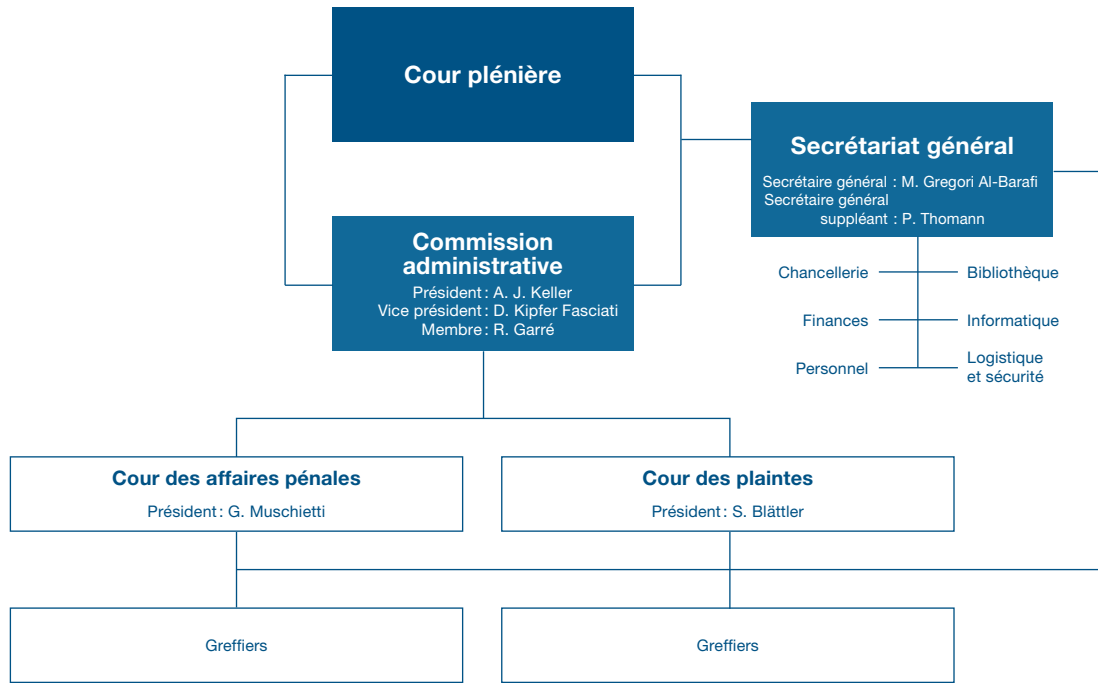 Cour plénière
Secrétariat général
Secrétaire général : M. Gregori Al-Barafi
Secrétaire général
suppléant : P. Thomann
Commission
administrative
Président : A. J. Keller
Vice président : D. Kipfer Fasciati
Membre : R. Garré
Chancellerie
Bibliothèque
Finances
Informatique
Personnel
Logistique
et sécurité
Cour des affaires pénales
Président : G. Muschietti
Cour des plaintes
Président : S. Blättler
Greffiers
Greffiers